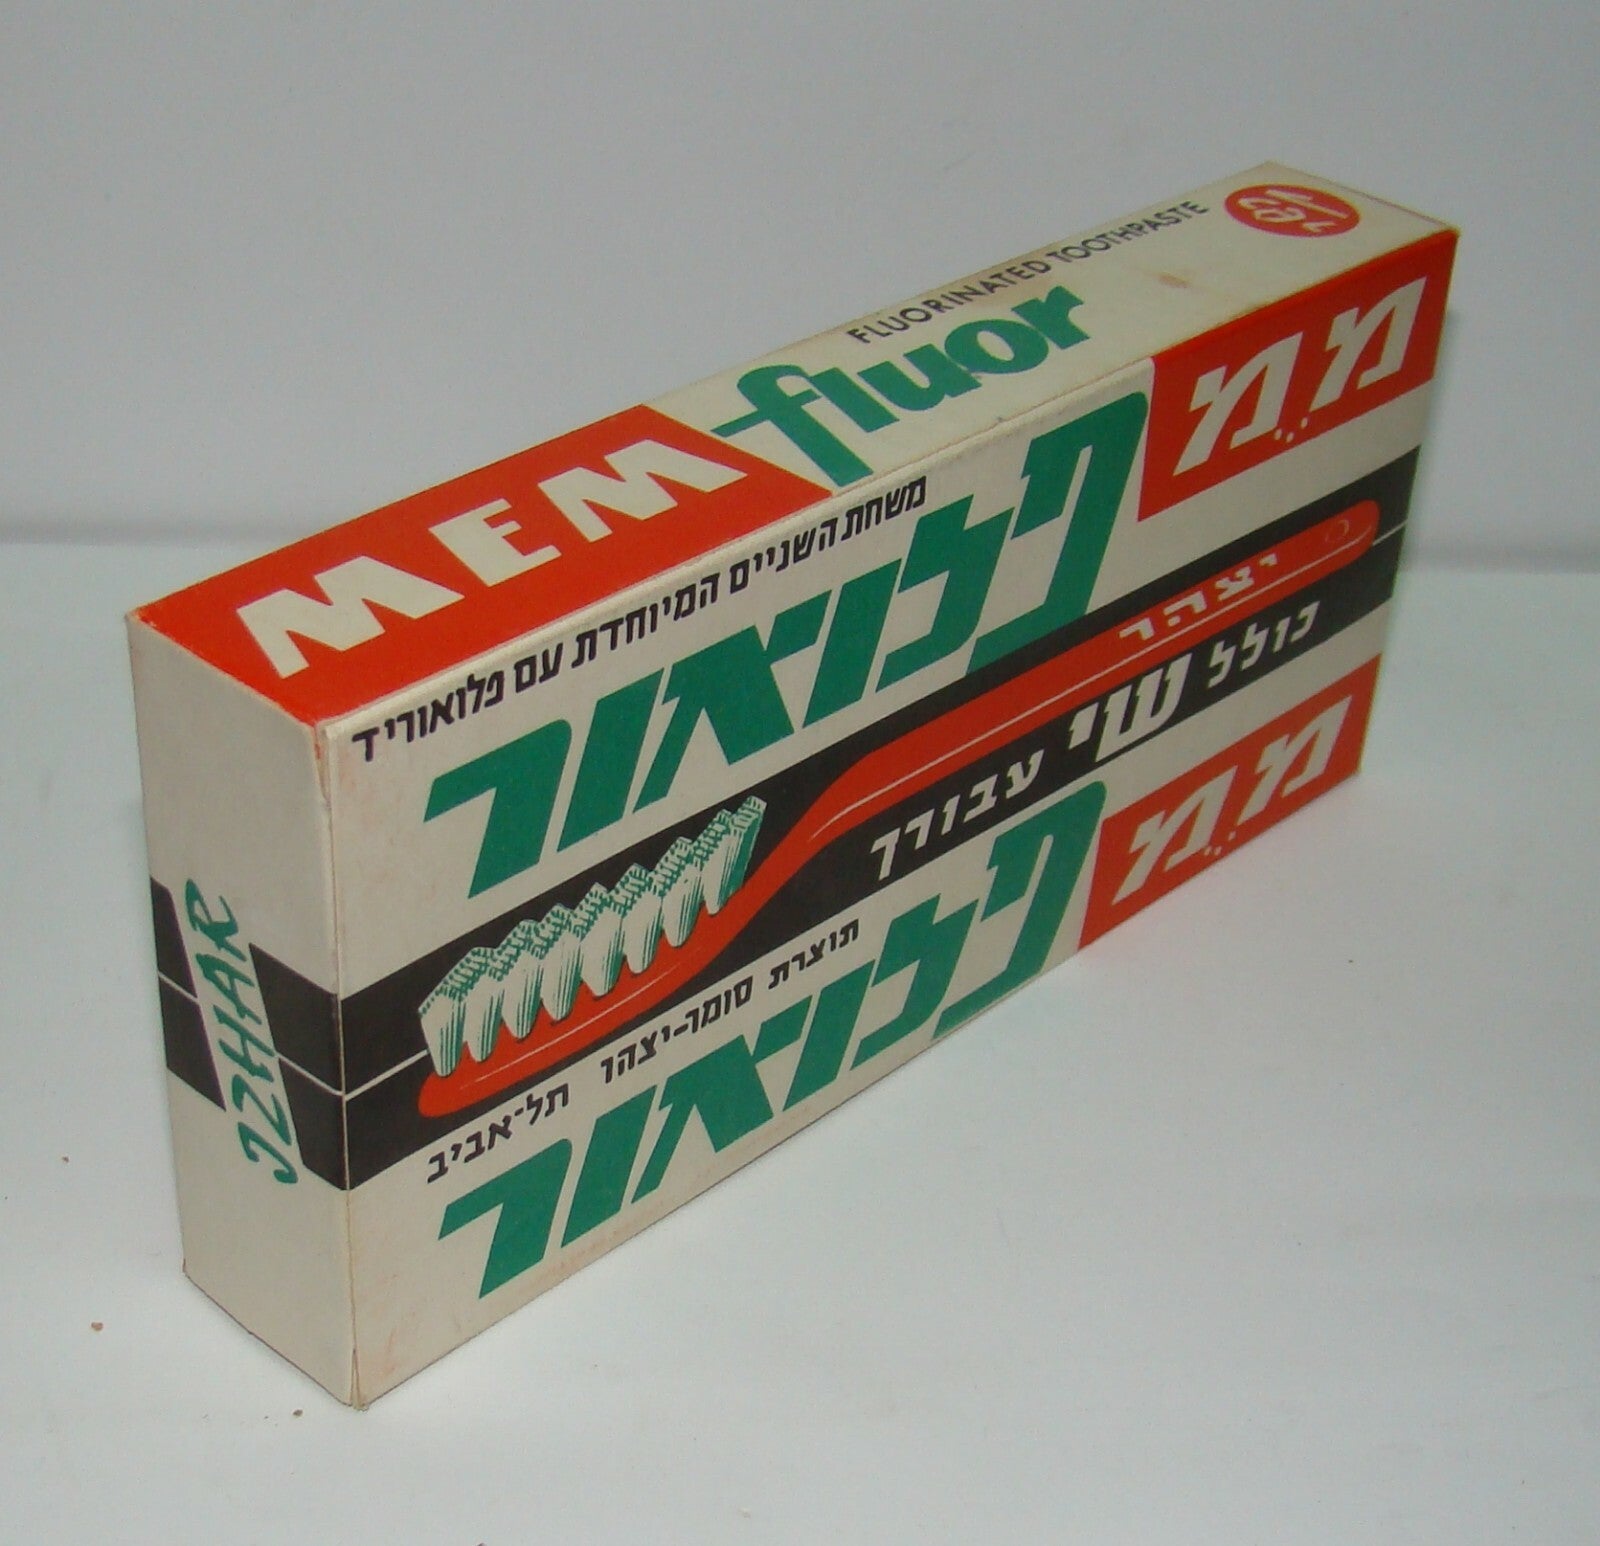 MEM fluor
FLUORINATED TOOTHPASTE
מֵמ פלואור
משחת השניים המיוחדת עם פלואוריד
יצהר
כולל שי עבורך
תוצרת סומר-יצהר תל-אביב
מֵמ פלואור
JZHAR